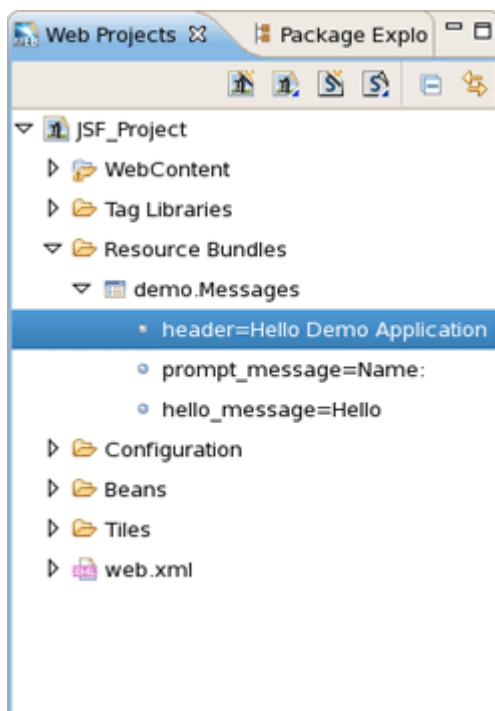 Web Projects Package Explo
JSF_Project
WebContent
Tag Libraries
Resource Bundles
demo.Messages
header=Hello Demo Application
prompt_message=Name:
hello_message=Hello
Configuration
Beans
Tiles
web.xml